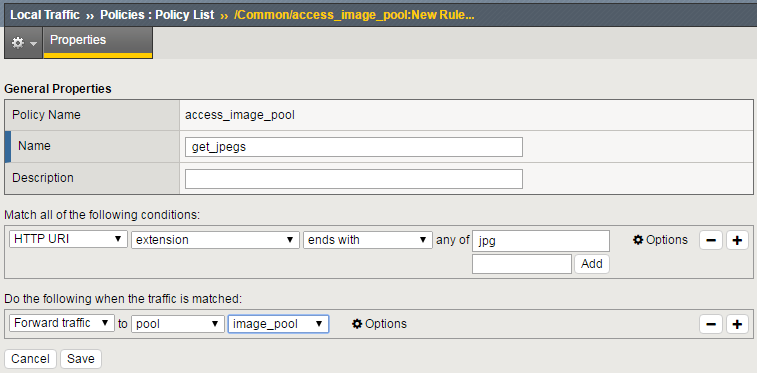 Local Traffic ›› Policies : Policy List ›› /Common/access_image_pool:New Rule...
Properties
General Properties
Policy Name access_image_pool
Name get_jpegs
Description
Match all of the following conditions:
HTTP URI extension ends with any of jpg Options
Add
Do the following when the traffic is matched:
Forward traffic to pool image_pool Options
Cancel Save